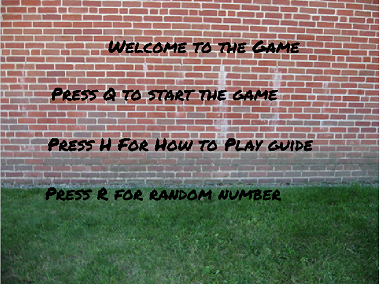 Welcome to the Game
Press Q to start the game
Press H For How to Play guide
Press R for random number